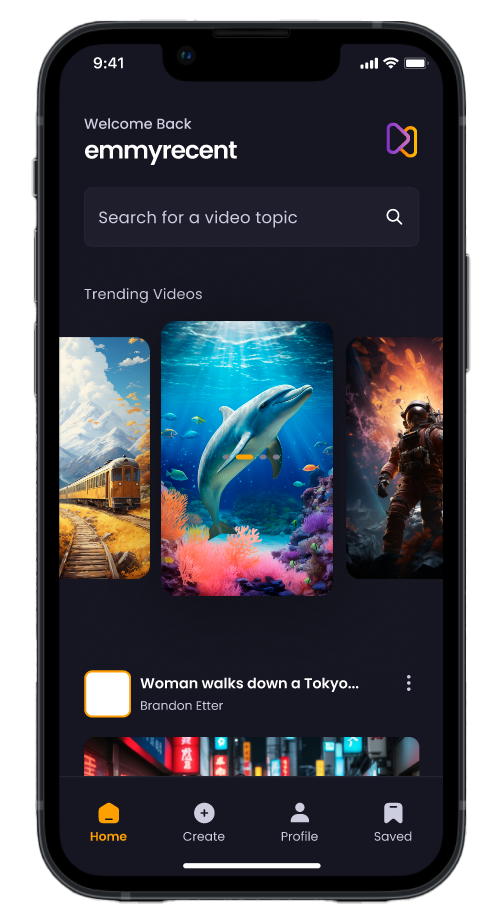 9:41
Welcome Back
emmyrecent
Search for a video topic
Trending Videos
Woman walks down a Tokyo...
Brandon Etter
Home
Create
Profile
Saved